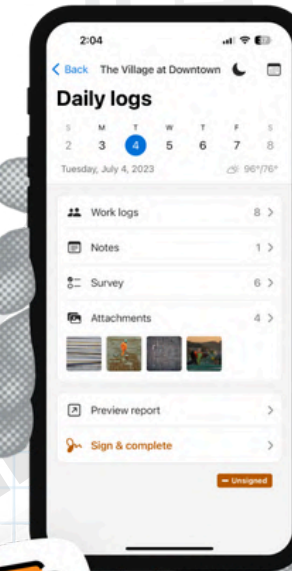 2:04
Back The Village at Downtown
Daily logs
S M T W T F S
2 3 4 5 6 7 8
Tuesday, July 4, 2023 96°/76°
Work logs 8
Notes 1
Survey 6
Attachments 4
Preview report
Sign & complete
Unsigned